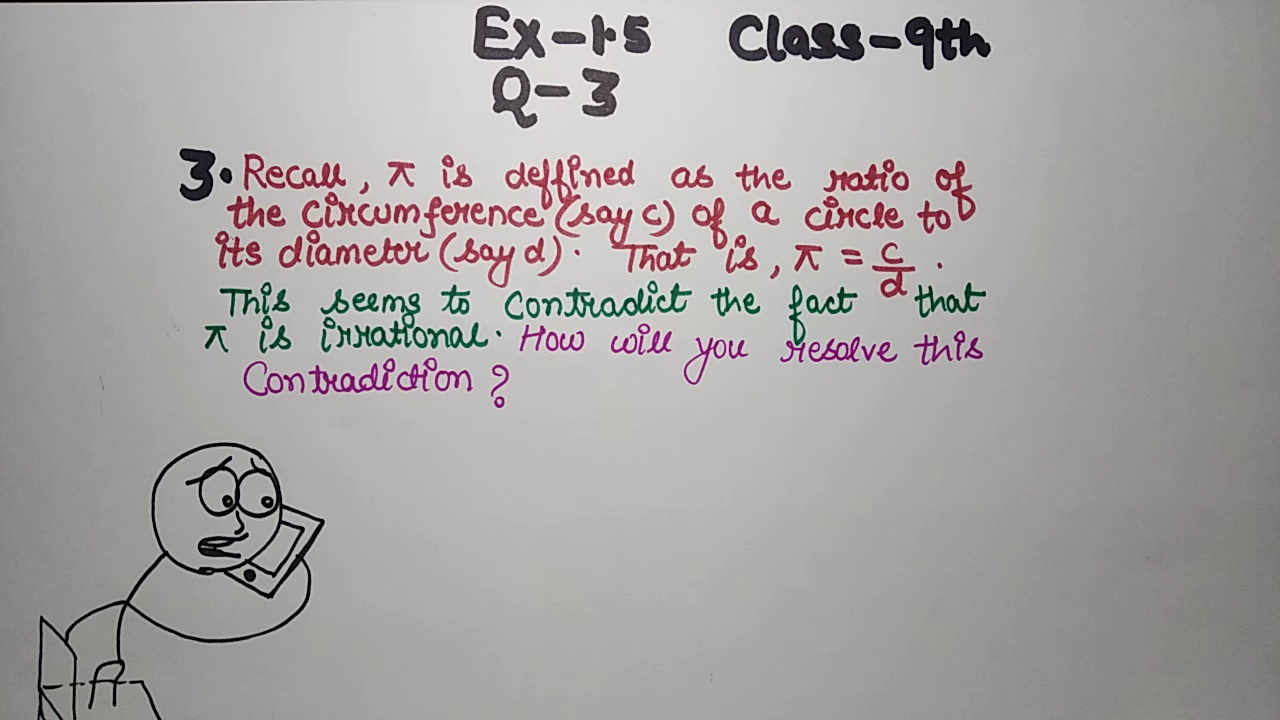 Ex-1.5 Class-9th
Q-3
3. Recall, π is deffined as the ratio of
the circumference (say c) of a circle to
its diameter (say d). That is, π = c/d.
This seems to contradict the fact that
π is irrational. How will you resolve this
Contradiction?